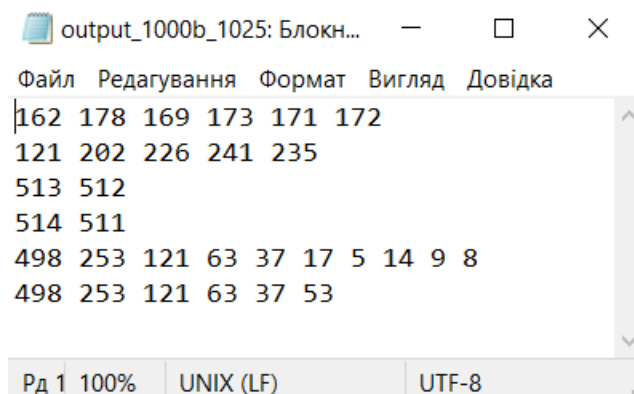 output_1000b_1025: Блокн...
Файл Редагування Формат Вигляд Довідка
162 178 169 173 171 172
121 202 226 241 235
513 512
514 511
498 253 121 63 37 17 5 14 9 8
498 253 121 63 37 53
Рд 1 100% UNIX (LF) UTF-8